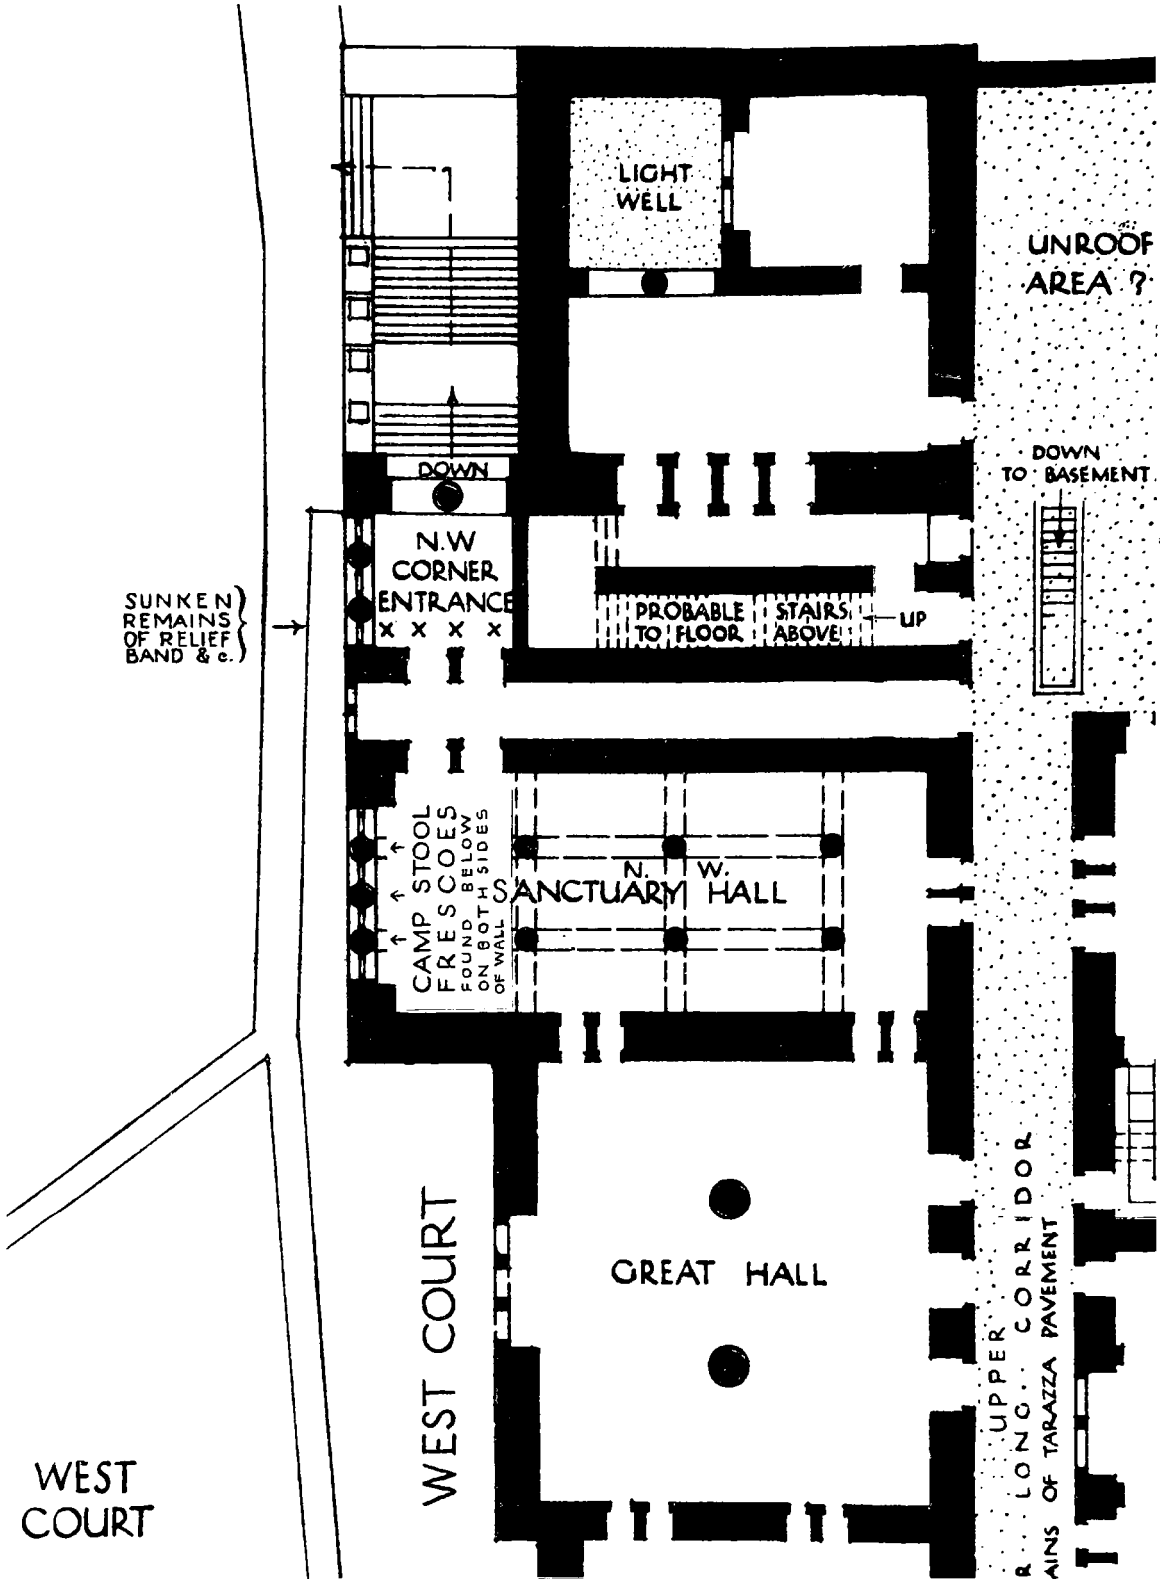 LIGHT
WELL
UNROOF
AREA ?
DOWN
DOWN
TO BASEMENT
N.W
CORNER
ENTRANCE
x x x x
SUNKEN
REMAINS
OF RELIEF
BAND & c.
PROBABLE STAIRS
TO FLOOR ABOVE
UP
CAMP STOOL
FRESCOES
FOUND BELOW
ON BOTH SIDES
OF WALL
N. W.
SANCTUARY HALL
GREAT HALL
WEST COURT
WEST
COURT
UPPER
R... LONG.. CORRIDOR
AINS OF TARAZZA PAVEMENT